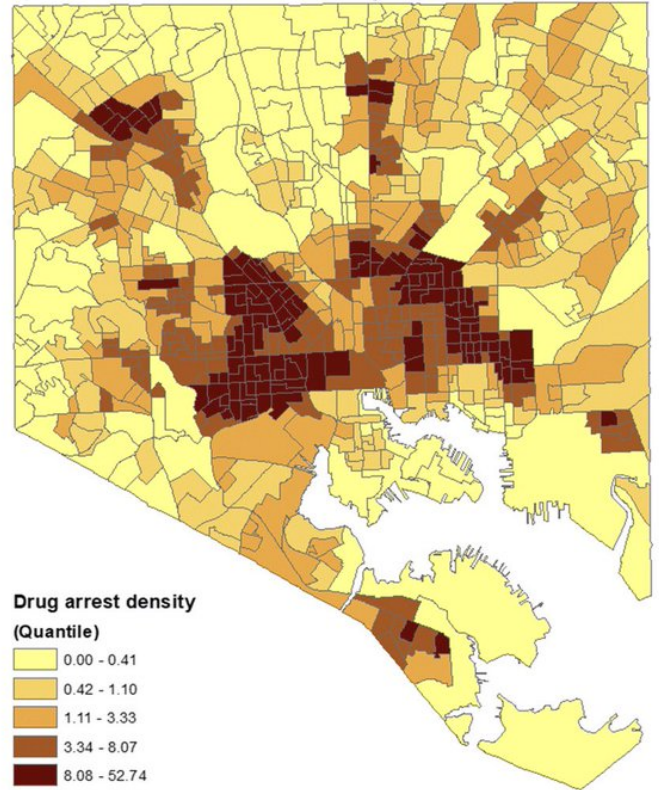 Drug arrest density
(Quantile)
0.00 - 0.41
0.42 - 1.10
1.11 - 3.33
3.34 - 8.07
8.08 - 52.74